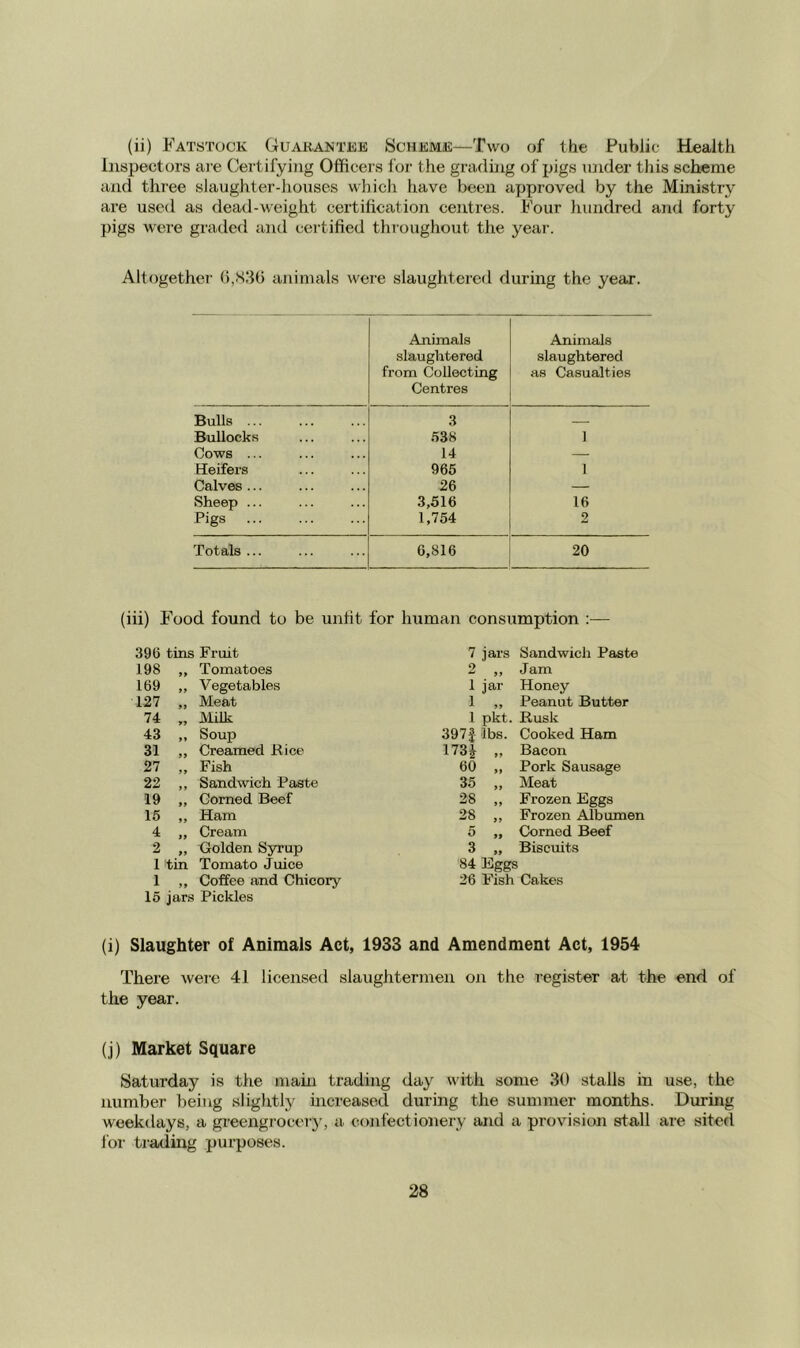 (ii) Fatstock Guarantee Scheme—Two of the Public Health
Inspectors are Certifying Officers for the grading of pigs under this scheme
and three slaughter-houses which have been approved by the Ministry
are used as dead-weight certification centres. Four hundred and forty
pigs were graded and certified throughout the year.
Altogether 6,836 animals were slaughtered during the year.
Animals slaughtered from Collecting Centres | Animals slaughtered as Casualties
Bulls ... ... ... 3 —
Bullocks ... ... 538 1
Cows ... ... ... 14 —
Heifers ... ... 965 1
Calves ... ... ... 26 —
Sheep ... ... ... 3,516 16
Pigs ... ... ... 1,754 2
Totals ... ... ... 6,816 20
(iii) Food found to be unfit for human consumption :—
396 tins Fruit
198 ,, Tomatoes
169 ,, Vegetables
127 ,, Meat
74 ,, Milk
43 ,, Soup
31 ,, Creamed Rice
27 ,, Fish
22 ,, Sandwich Paste
19 ,, Corned Beef
15 ,, Ham
4 ,, Cream
2 ,, Golden Syrup
1 tin Tomato Juice
1 ,, Coffee and Chicory
15 jars Pickles
7 jars Sandwich Paste
2 ,, Jam
1 jar Honey
1 ,, Peanut Butter
1 pkt. Rusk
397¾ lbs. Cooked Ham
173½ ,, Bacon
60 ,, Pork Sausage
35 ,, Meat
28 ,, Frozen Eggs
28 ,, Frozen Albumen
5 ,, Corned Beef
3 ,, Biscuits
84 Eggs
26 Fish Cakes
(i) Slaughter of Animals Act, 1933 and Amendment Act, 1954
There were 41 licensed slaughtermen on the register at the end of
the year.
(j) Market Square
Saturday is the main trading day with some 30 stalls in use, the
number being slightly increased during the summer months. During
weekdays, a greengrocery, a confectionery and a provision stall are sited
for trading purposes.
28